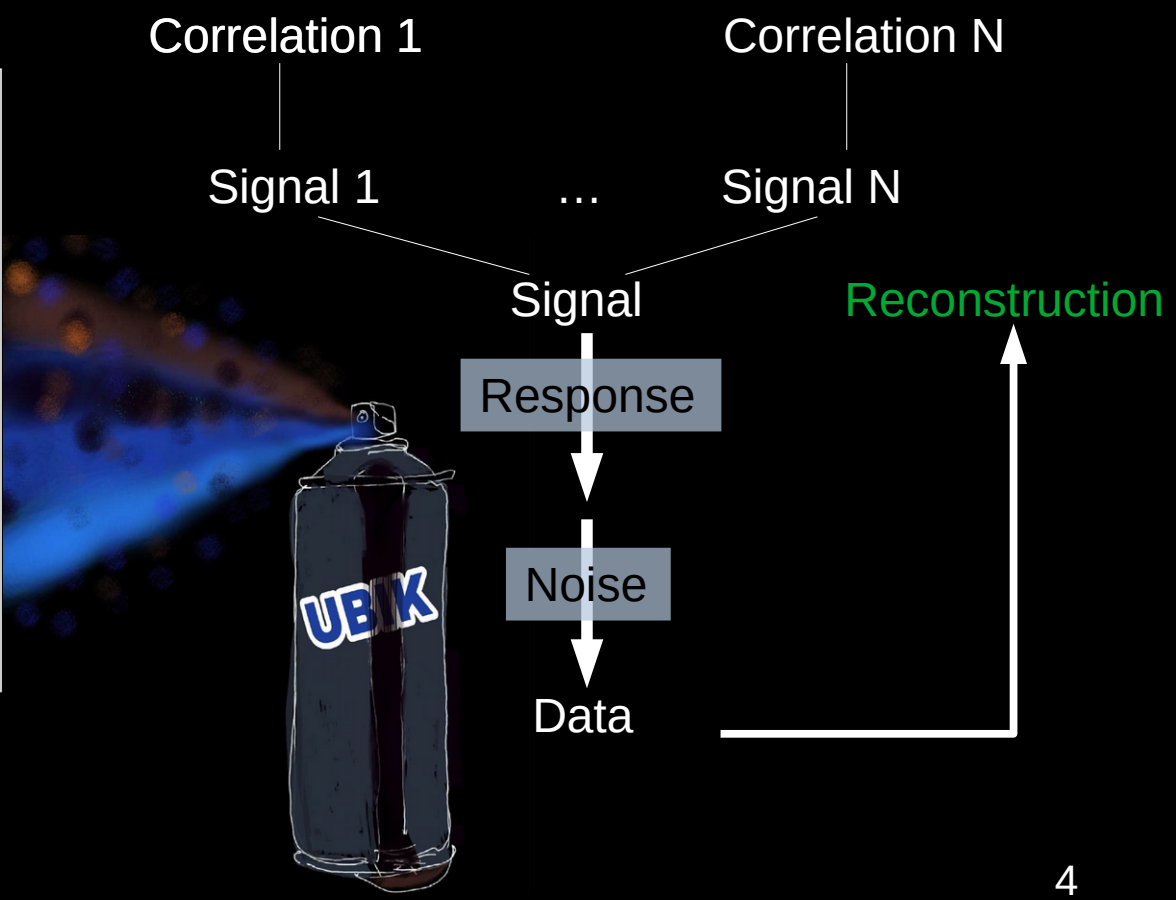 Correlation 1
Correlation N
Signal 1
...
Signal N
Signal
Reconstruction
Response
Noise
UBIK
Data
4